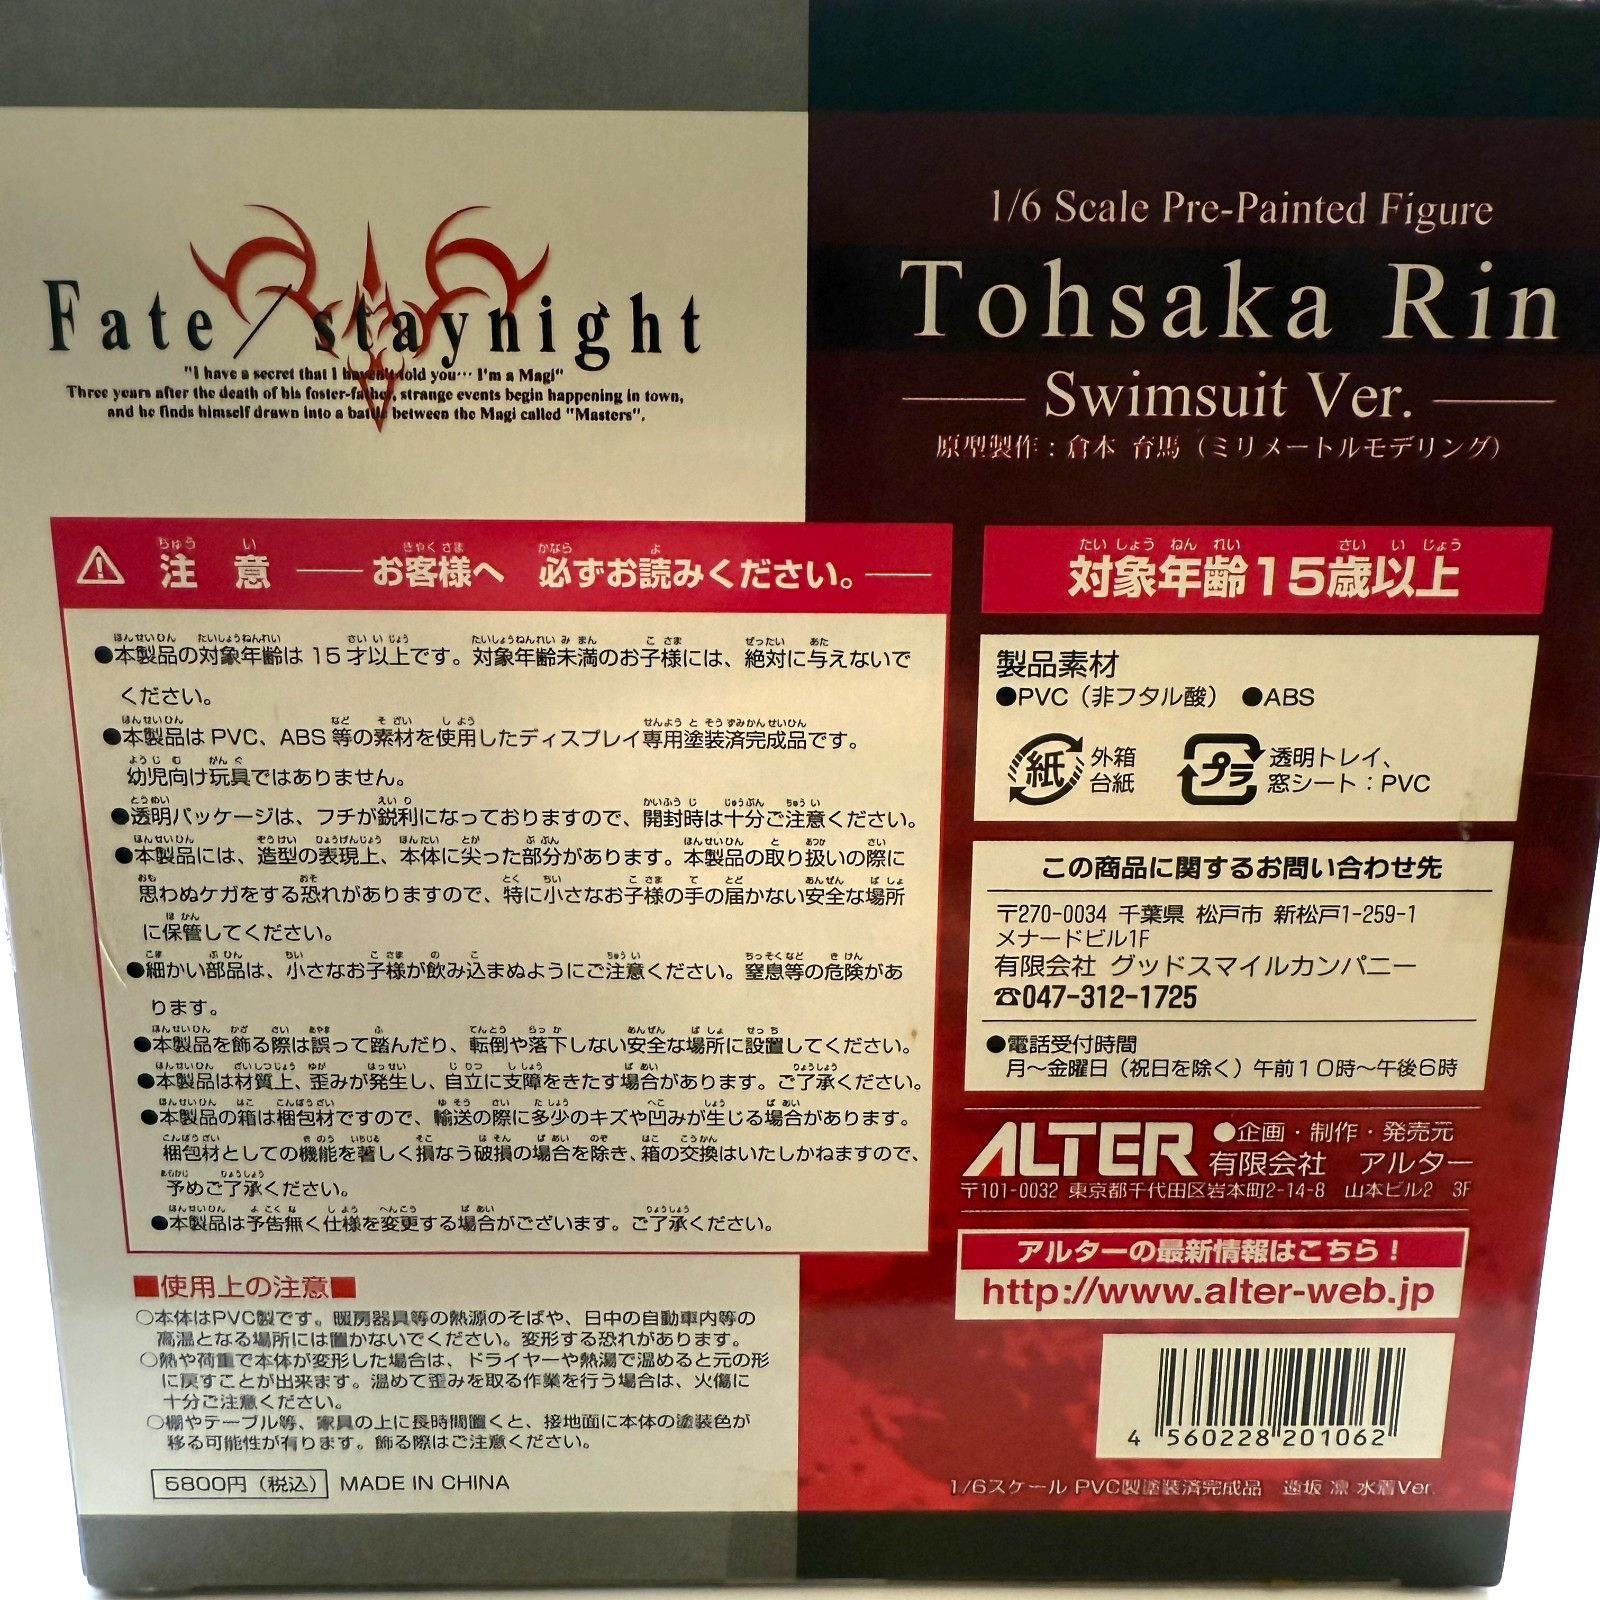 Fate/stay night
"I have a secret that I haven't told you… I'm a Magi"
Three years after the death of his foster-father, strange events begin happening in town,
and he finds himself drawn into a battle between the Magi called "Masters".
1/6 Scale Pre-Painted Figure
Tohsaka Rin
Swimsuit Ver.
原型製作：倉本 育馬（ミリメートルモデリング）
注意 お客様へ 必ずお読みください。
●本製品の対象年齢は 15 才以上です。対象年齢未満のお子様には、絶対に与えないで
ください。
●本製品は PVC、ABS 等の素材を使用したディスプレイ専用塗装済完成品です。
幼児向け玩具ではありません。
●透明パッケージは、フチが鋭利になっておりますので、開封時は十分ご注意ください。
●本製品には、造型の表現上、本体に尖った部分があります。本製品の取り扱いの際に
思わぬケガをする恐れがありますので、特に小さなお子様の手の届かない安全な場所
に保管してください。
●細かい部品は、小さなお子様が飲み込まぬようにご注意ください。窒息等の危険があ
ります。
●本製品を飾る際は誤って踏んだり、転倒や落下しない安全な場所に設置してください。
●本製品は材質上、歪みが発生し、自立に支障をきたす場合があります。ご了承ください。
●本製品の箱は梱包材ですので、輸送の際に多少のキズや凹みが生じる場合があります。
梱包材としての機能を著しく損なう破損の場合を除き、箱の交換はいたしかねますので、
予めご了承ください。
●本製品は予告無く仕様を変更する場合がございます。ご了承ください。
■使用上の注意■
○本体はPVC製です。暖房器具等の熱源のそばや、日中の自動車内等の
高温となる場所には置かないでください。変形する恐れがあります。
○熱や荷重で本体が変形した場合は、ドライヤーや熱湯で温めると元の形
に戻すことが出来ます。温めて歪みを取る作業を行う場合は、火傷に
十分ご注意ください。
○棚やテーブル等、家具の上に長時間置くと、接地面に本体の塗装色が
移る可能性が有ります。飾る際はご注意ください。
5800円（税込） MADE IN CHINA
対象年齢15歳以上
製品素材
●PVC（非フタル酸） ●ABS
紙 外箱
台紙
プラ 透明トレイ、
窓シート：PVC
この商品に関するお問い合わせ先
〒270-0034 千葉県 松戸市 新松戸1-259-1
メナードビル1F
有限会社 グッドスマイルカンパニー
☎047-312-1725
●電話受付時間
月～金曜日（祝日を除く）午前10時～午後6時
ALTER ●企画・制作・発売元
有限会社 アルター
〒101-0032 東京都千代田区岩本町2-14-8 山本ビル2 3F
アルターの最新情報はこちら！
http://www.alter-web.jp
4 560228 201062
1/6スケール PVC製塗装済完成品 遠坂 凛 水着Ver.